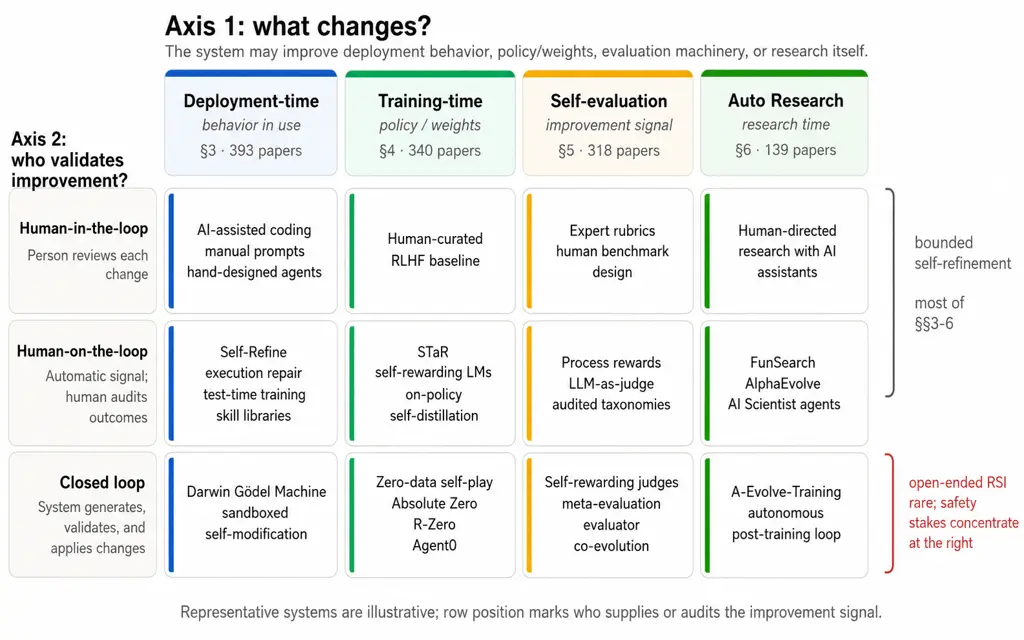 Axis 1: what changes?
The system may improve deployment behavior, policy/weights, evaluation machinery, or research itself.
Deployment-time
behavior in use
§3 · 393 papers
Training-time
policy / weights
§4 · 340 papers
Self-evaluation
improvement signal
§5 · 318 papers
Auto Research
research time
§6 · 139 papers
Axis 2:
who validates
improvement?
Human-in-the-loop
Person reviews each
change
AI-assisted coding
manual prompts
hand-designed agents
Human-curated
RLHF baseline
Expert rubrics
human benchmark
design
Human-directed
research with AI
assistants
bounded
self-refinement
most of
§§3-6
Human-on-the-loop
Automatic signal;
human audits
outcomes
Self-Refine
execution repair
test-time training
skill libraries
STaR
self-rewarding LMs
on-policy
self-distillation
Process rewards
LLM-as-judge
audited taxonomies
FunSearch
AlphaEvolve
AI Scientist agents
Closed loop
System generates,
validates, and
applies changes
Darwin Gödel Machine
sandboxed
self-modification
Zero-data self-play
Absolute Zero
R-Zero
Agent0
Self-rewarding judges
meta-evaluation
evaluator
co-evolution
A-Evolve-Training
autonomous
post-training loop
open-ended RSI
rare; safety
stakes concentrate
at the right
Representative systems are illustrative; row position marks who supplies or audits the improvement signal.